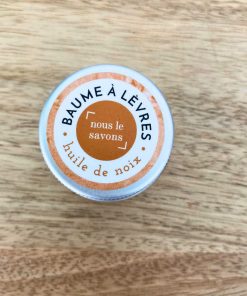 BAUME À LÈVRES
nous le
savons
• huile de noix •